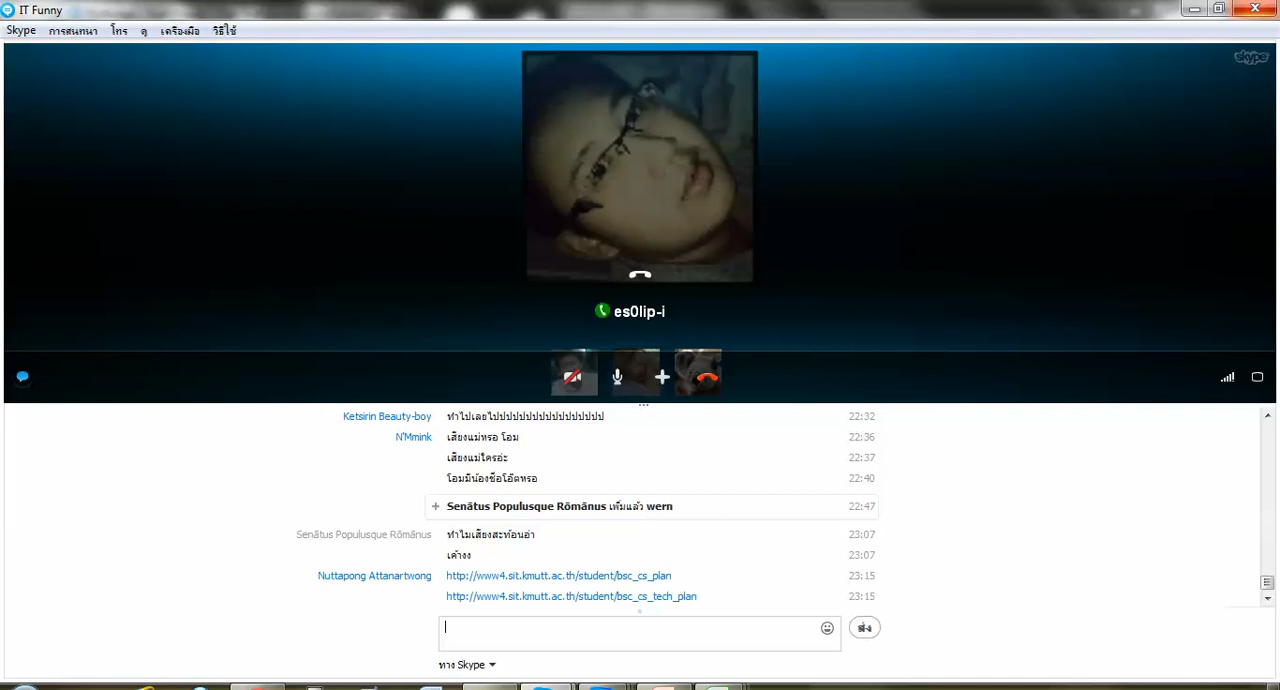 IT Funny
Skype การสนทนา โทร ดู เครื่องมือ วิธีใช้
skype
es0lip-i
Ketsirin Beauty-boy ทำไปเลยไปปปปปปปปปปปปปปปปป 22:32
N'Mmink เสียงแม่หรอ โอม 22:36
เสียงแม่ใครอ่ะ 22:37
โอมมีน้องชื่อโอ๊ตหรอ 22:40
Senātus Populusque Rōmānus เพิ่มแล้ว wern 22:47
Senātus Populusque Rōmānus ทำไมเสียงสะท้อนอ่า 23:07
เค้างง 23:07
Nuttapong Attanartwong http://www4.sit.kmutt.ac.th/student/bsc_cs_plan 23:15
http://www4.sit.kmutt.ac.th/student/bsc_cs_tech_plan 23:15
ส่ง
ทาง Skype